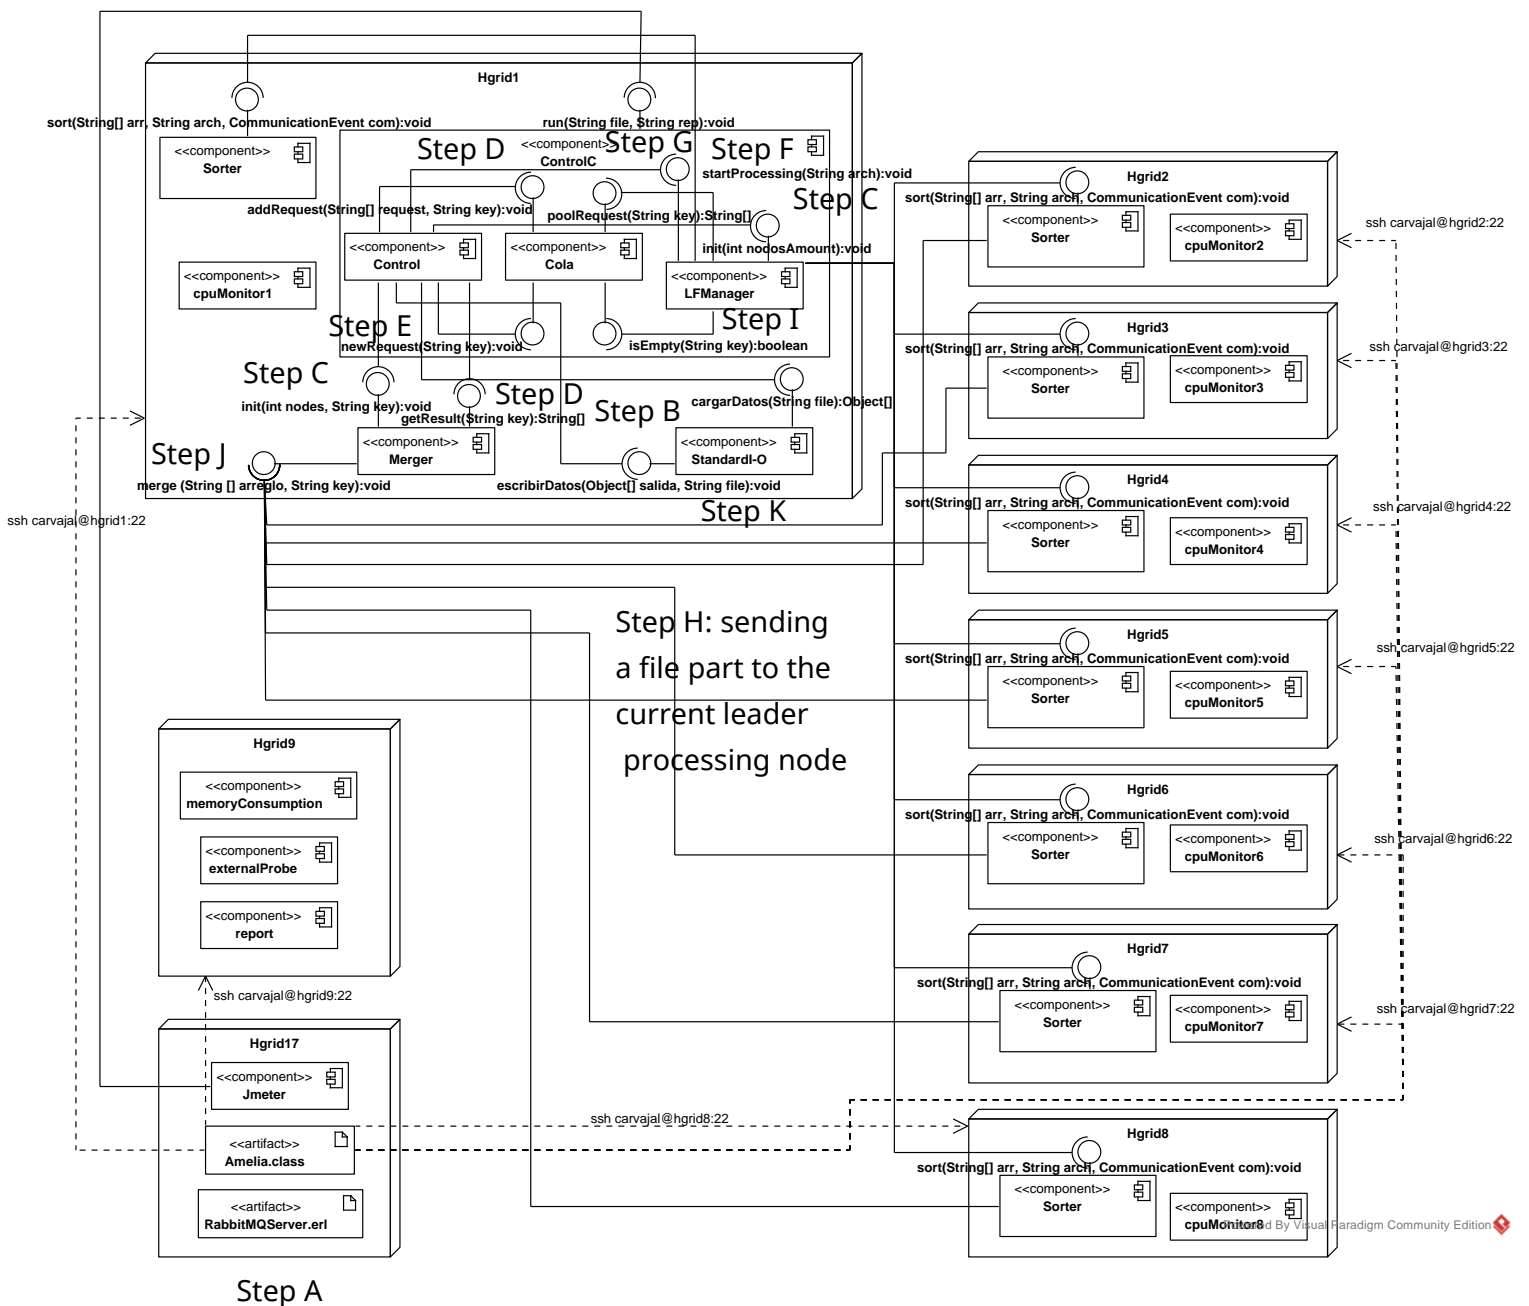 Hgrid1
sort(String[] arr, String arch, CommunicationEvent com):void
run(String file, String rep):void
<<component>>
Sorter
Step D
<<component>>
ControlC
Step G
Step F
startProcessing(String arch):void
Step C
addRequest(String[] request, String key):void
poolRequest(String key):String[]
<<component>>
Control
<<component>>
Cola
init(int nodosAmount):void
<<component>>
cpuMonitor1
<<component>>
LFManager
Step E
Step I
newRequest(String key):void
isEmpty(String key):boolean
Step C
Step D
init(int nodes, String key):void
getResult(String key):String[]
Step B
cargarDatos(String file):Object[]
<<component>>
Merger
<<component>>
StandardI-O
Step J
merge (String [] arreglo, String key):void
escribirDatos(Object[] salida, String file):void
Step K
ssh carvajal@hgrid1:22
Hgrid2
sort(String[] arr, String arch, CommunicationEvent com):void
<<component>>
Sorter
<<component>>
cpuMonitor2
ssh carvajal@hgrid2:22
Hgrid3
sort(String[] arr, String arch, CommunicationEvent com):void
<<component>>
Sorter
<<component>>
cpuMonitor3
ssh carvajal@hgrid3:22
Hgrid4
sort(String[] arr, String arch, CommunicationEvent com):void
<<component>>
Sorter
<<component>>
cpuMonitor4
ssh carvajal@hgrid4:22
Step H: sending
a file part to the
current leader
processing node
Hgrid5
sort(String[] arr, String arch, CommunicationEvent com):void
<<component>>
Sorter
<<component>>
cpuMonitor5
ssh carvajal@hgrid5:22
Hgrid6
sort(String[] arr, String arch, CommunicationEvent com):void
<<component>>
Sorter
<<component>>
cpuMonitor6
ssh carvajal@hgrid6:22
Hgrid7
sort(String[] arr, String arch, CommunicationEvent com):void
<<component>>
Sorter
<<component>>
cpuMonitor7
ssh carvajal@hgrid7:22
Hgrid8
sort(String[] arr, String arch, CommunicationEvent com):void
<<component>>
Sorter
<<component>>
cpuMonitor8
ssh carvajal@hgrid8:22
Hgrid9
<<component>>
memoryConsumption
<<component>>
externalProbe
<<component>>
report
ssh carvajal@hgrid9:22
Hgrid17
<<component>>
Jmeter
<<artifact>>
Amelia.class
<<artifact>>
RabbitMQServer.erl
Step A
Powered By Visual Paradigm Community Edition